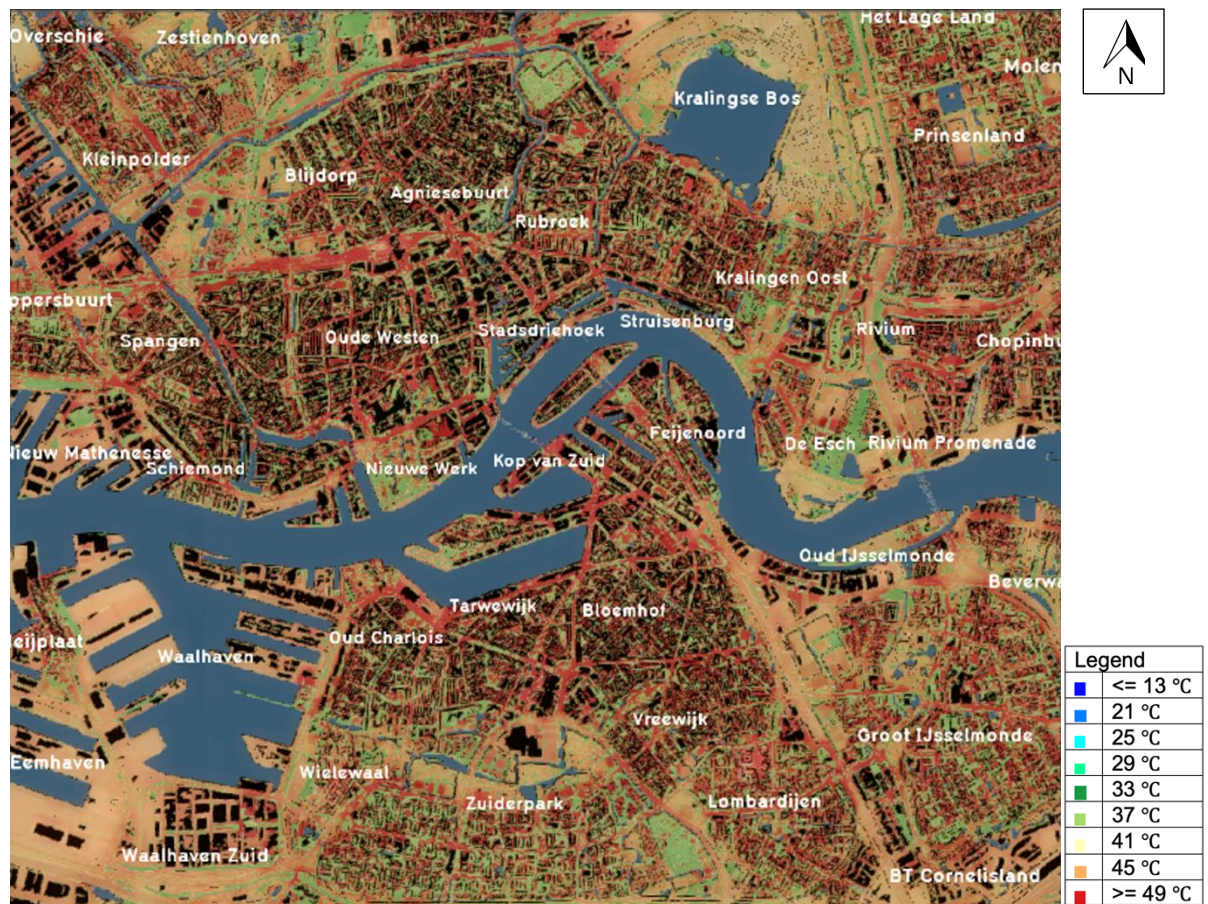 Het Lage Land
Overschie
Zestienhoven
Molen
N
Kralingse Bos
Prinsenland
Kleinpolder
Blijdorp
Agniesebuurt
Rubroek
Kralingen Oost
ppersbuurt
Spangen
Oude Westen
Stadsdriehoek
Struisenburg
Rivium
Chopinbu
Feijenoord
De Esch
Rivium Promenade
Nieuw Mathenesse
Schiemond
Nieuwe Werk
Kop van Zuid
Oud IJsselmonde
Beverwa
Tarwewijk
Bloemhof
eijplaat
Oud Charlois
Waalhaven
Vreewijk
Groot IJsselmonde
Eemhaven
Wielewaal
Zuiderpark
Lombardijen
Waalhaven Zuid
BT Cornelisland
Legend
<= 13 °C
21 °C
25 °C
29 °C
33 °C
37 °C
41 °C
45 °C
>= 49 °C